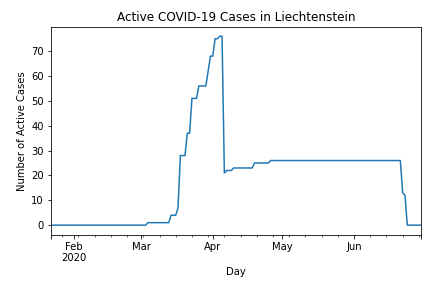 Active COVID-19 Cases in Liechtenstein
Number of Active Cases
70
60
50
40
30
20
10
0
Feb Mar Apr May Jun
2020
Day